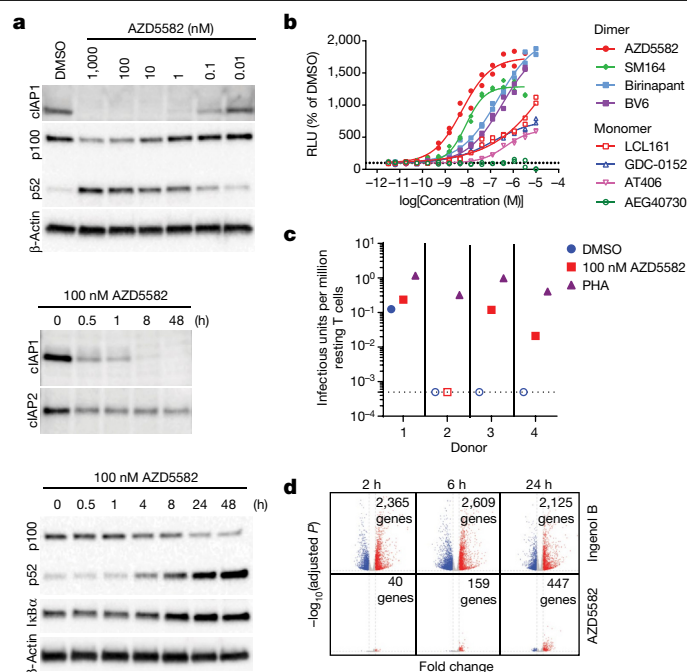 a
AZD5582 (nM)
DMSO
1,000
100
10
1
0.1
0.01
cIAP1
p100
p52
β-Actin
100 nM AZD5582
0 0.5 1 8 48 (h)
cIAP1
cIAP2
100 nM AZD5582
0 0.5 1 4 8 24 48 (h)
p100
p52
IκBα
β-Actin
b
RLU (% of DMSO)
2,000
1,500
1,000
500
0
−12 −11 −10 −9 −8 −7 −6 −5 −4
log[Concentration (M)]
Dimer
AZD5582
SM164
Birinapant
BV6
Monomer
LCL161
GDC-0152
AT406
AEG40730
c
Infectious units per million
resting T cells
10¹
10⁰
10⁻¹
10⁻²
10⁻³
10⁻⁴
1 2 3 4
Donor
DMSO
100 nM AZD5582
PHA
d
2 h 6 h 24 h
2,365 genes
2,609 genes
2,125 genes
Ingenol B
40 genes
159 genes
447 genes
AZD5582
−log₁₀(adjusted P)
Fold change